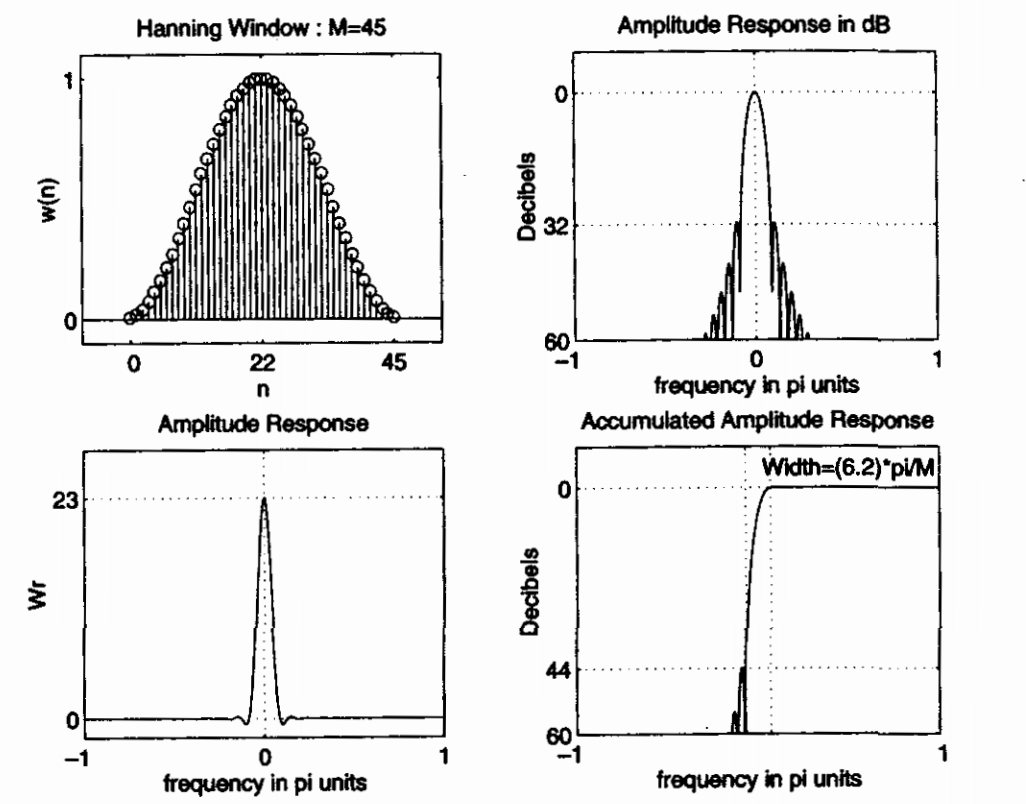 Hanning Window : M=45
1
w(n)
0
0 22 45
n
Amplitude Response in dB
0
Decibels
32
60
−1 0 1
frequency in pi units
Amplitude Response
23
Wr
0
−1 0 1
frequency in pi units
Accumulated Amplitude Response
Width=(6.2)*pi/M
0
Decibels
44
60
−1 0 1
frequency in pi units